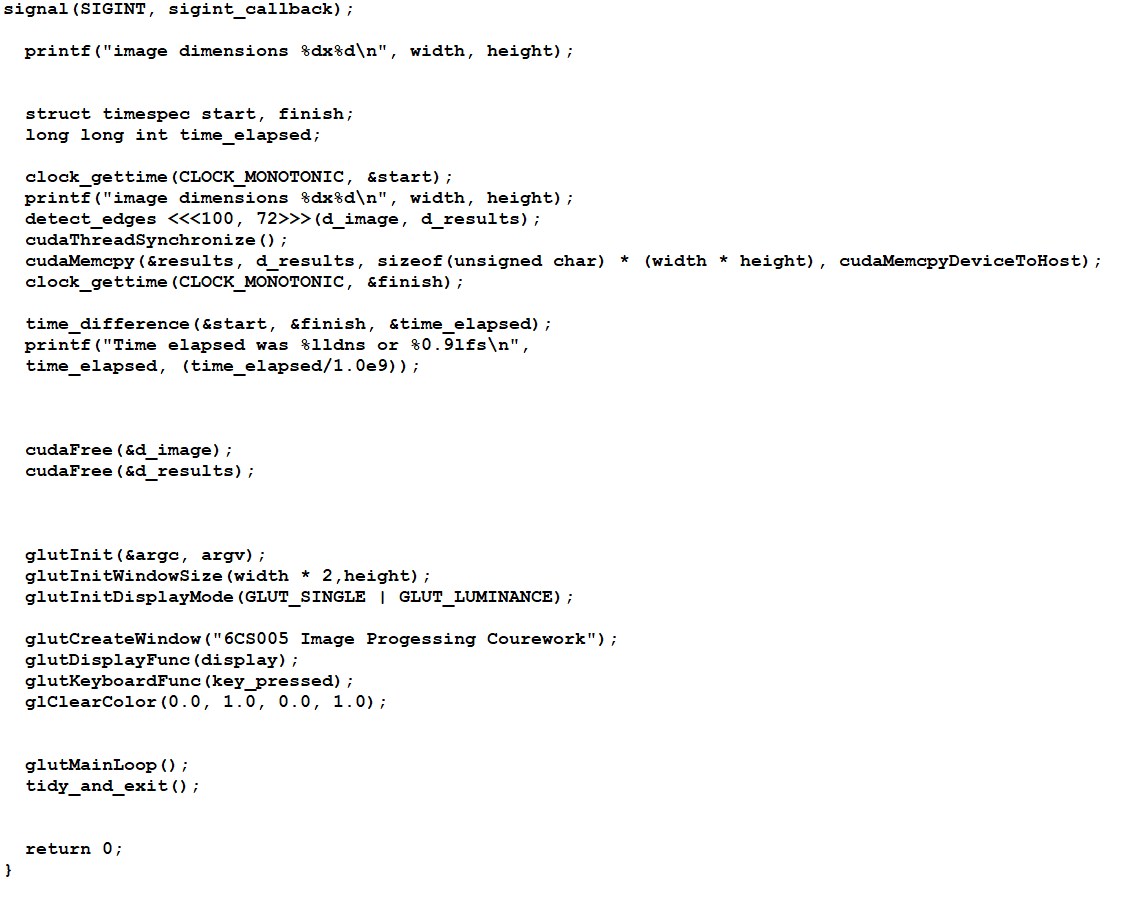 signal(SIGINT, sigint_callback);
printf("image dimensions %dx%d\n", width, height);
struct timespec start, finish;
long long int time_elapsed;
clock_gettime(CLOCK_MONOTONIC, &start);
printf("image dimensions %dx%d\n", width, height);
detect_edges <<<100, 72>>>(d_image, d_results);
cudaThreadSynchronize();
cudaMemcpy(&results, d_results, sizeof(unsigned char) * (width * height), cudaMemcpyDeviceToHost);
clock_gettime(CLOCK_MONOTONIC, &finish);
time_difference(&start, &finish, &time_elapsed);
printf("Time elapsed was %lldns or %0.9lfs\n",
time_elapsed, (time_elapsed/1.0e9));
cudaFree(&d_image);
cudaFree(&d_results);
glutInit(&argc, argv);
glutInitWindowSize(width * 2,height);
glutInitDisplayMode(GLUT_SINGLE | GLUT_LUMINANCE);
glutCreateWindow("6CS005 Image Progessing Courework");
glutDisplayFunc(display);
glutKeyboardFunc(key_pressed);
glClearColor(0.0, 1.0, 0.0, 1.0);
glutMainLoop();
tidy_and_exit();
return 0;
}